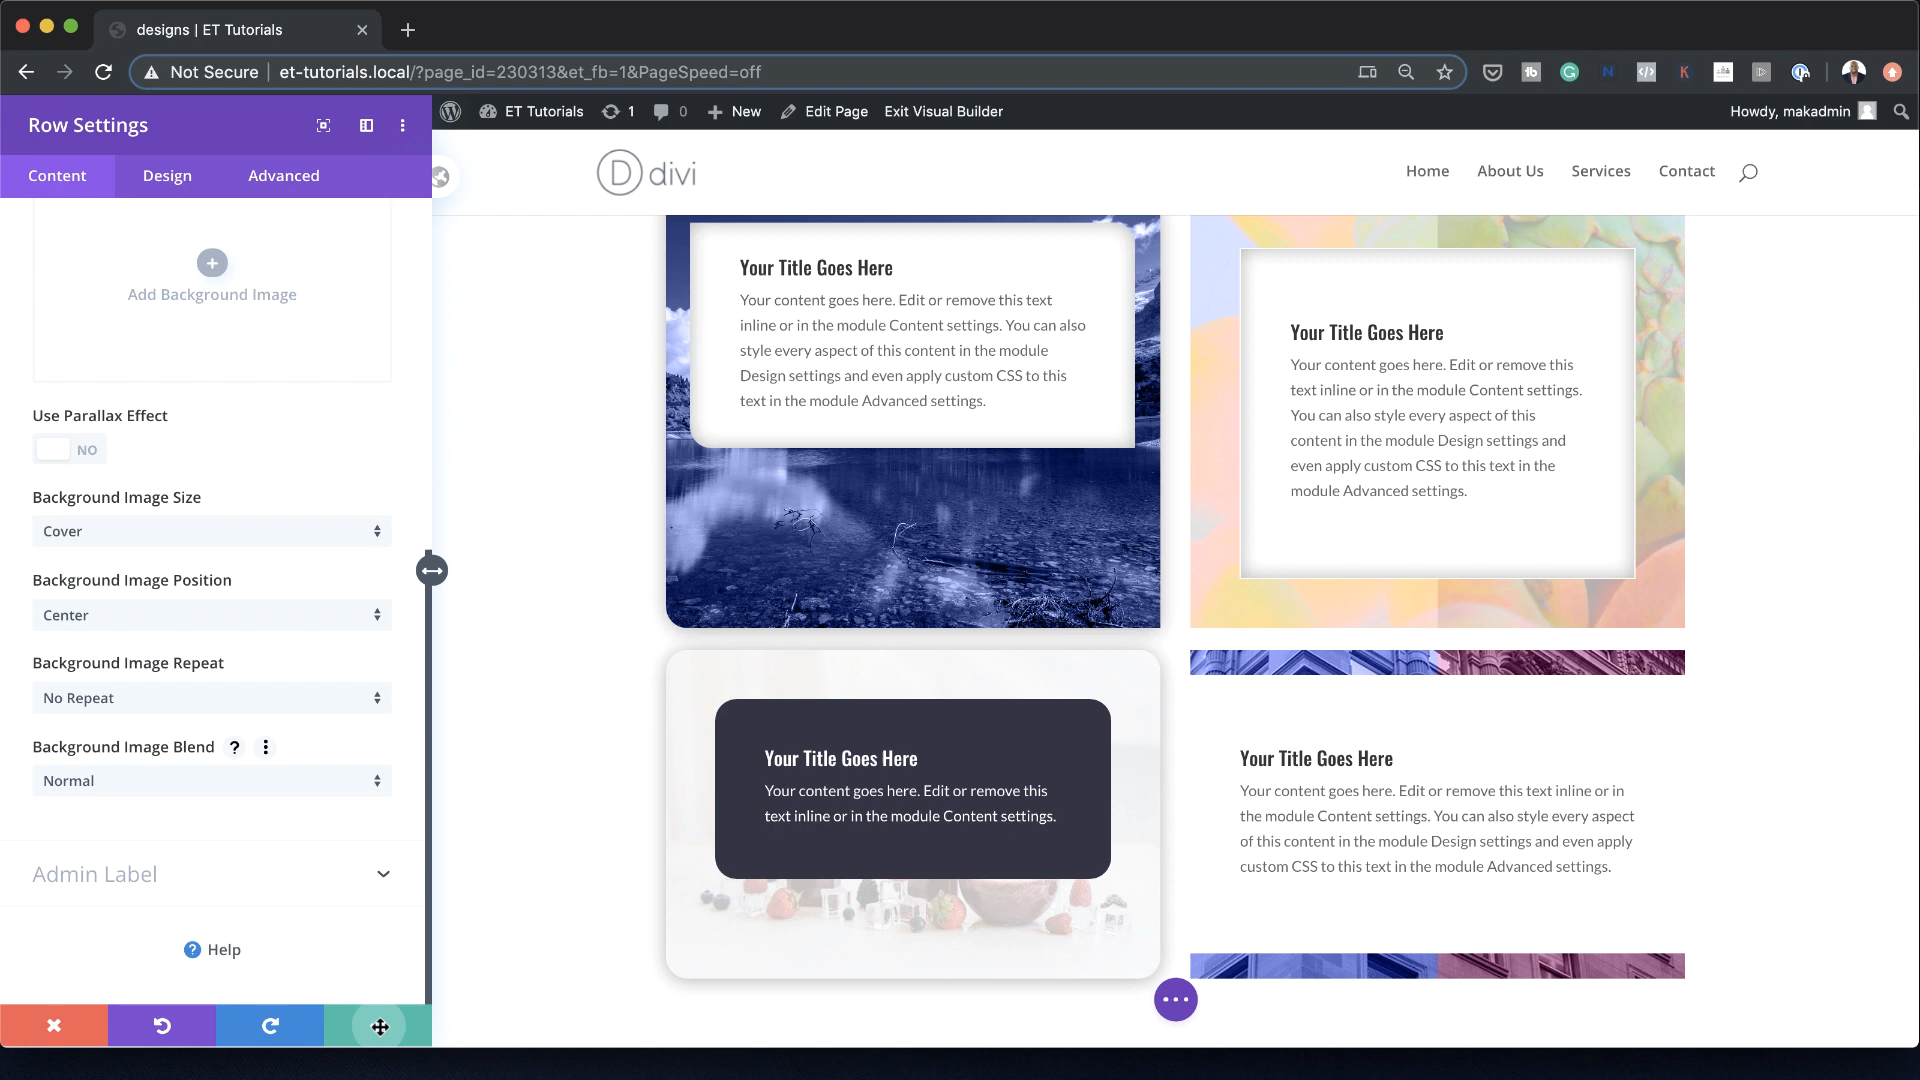 designs | ET Tutorials
Not Secure | et-tutorials.local/?page_id=230313&et_fb=1&PageSpeed=off
Row Settings
ET Tutorials 1 0 New Edit Page Exit Visual Builder Howdy, makadmin
Content Design Advanced
divi
Home About Us Services Contact
Add Background Image
Use Parallax Effect
NO
Background Image Size
Cover
Background Image Position
Center
Background Image Repeat
No Repeat
Background Image Blend ?
Normal
Admin Label
? Help
Your Title Goes Here
Your content goes here. Edit or remove this text
inline or in the module Content settings. You can also
style every aspect of this content in the module
Design settings and even apply custom CSS to this
text in the module Advanced settings.
Your Title Goes Here
Your content goes here. Edit or remove this
text inline or in the module Content settings.
You can also style every aspect of this
content in the module Design settings and
even apply custom CSS to this text in the
module Advanced settings.
Your Title Goes Here
Your content goes here. Edit or remove this
text inline or in the module Content settings.
Your Title Goes Here
Your content goes here. Edit or remove this text inline or in
the module Content settings. You can also style every aspect
of this content in the module Design settings and even apply
custom CSS to this text in the module Advanced settings.